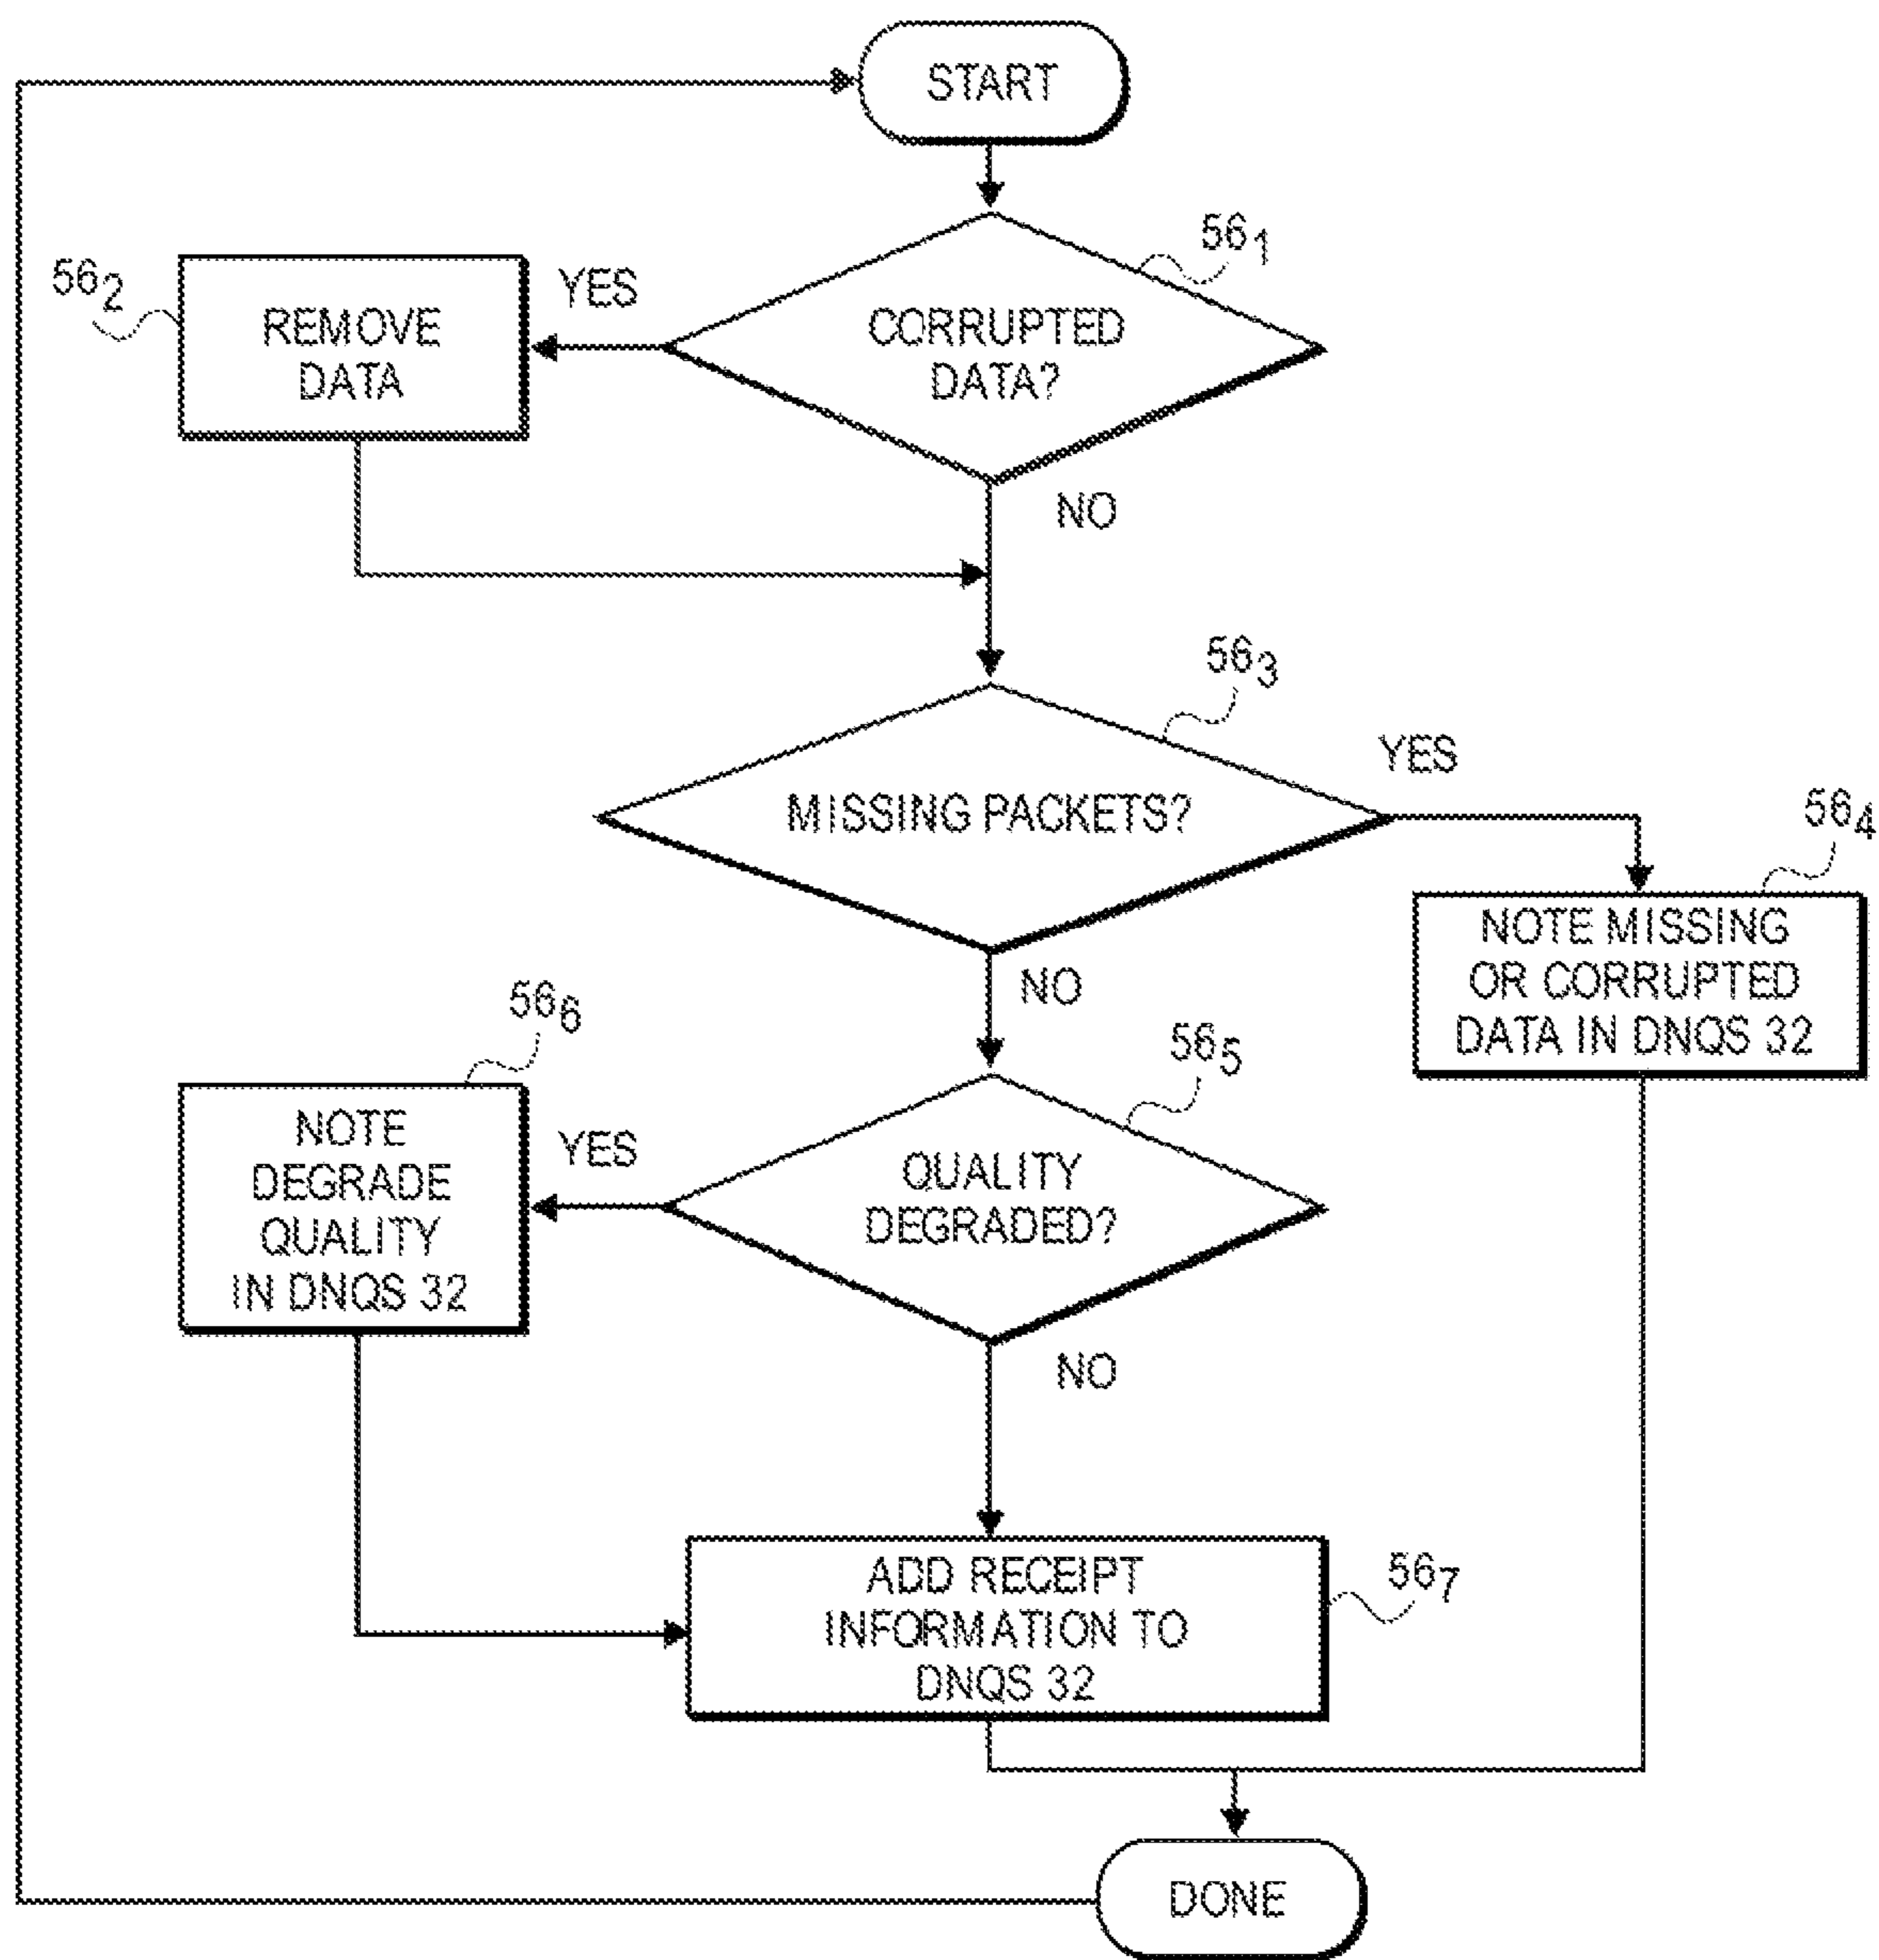 START
56₁
CORRUPTED
DATA?
YES
56₂
REMOVE
DATA
NO
56₃
MISSING PACKETS?
YES
56₄
NOTE MISSING
OR CORRUPTED
DATA IN DNQS 32
NO
56₅
QUALITY
DEGRADED?
YES
56₆
NOTE
DEGRADE
QUALITY
IN DNQS 32
NO
ADD RECEIPT
INFORMATION TO
DNQS 32
56₇
DONE